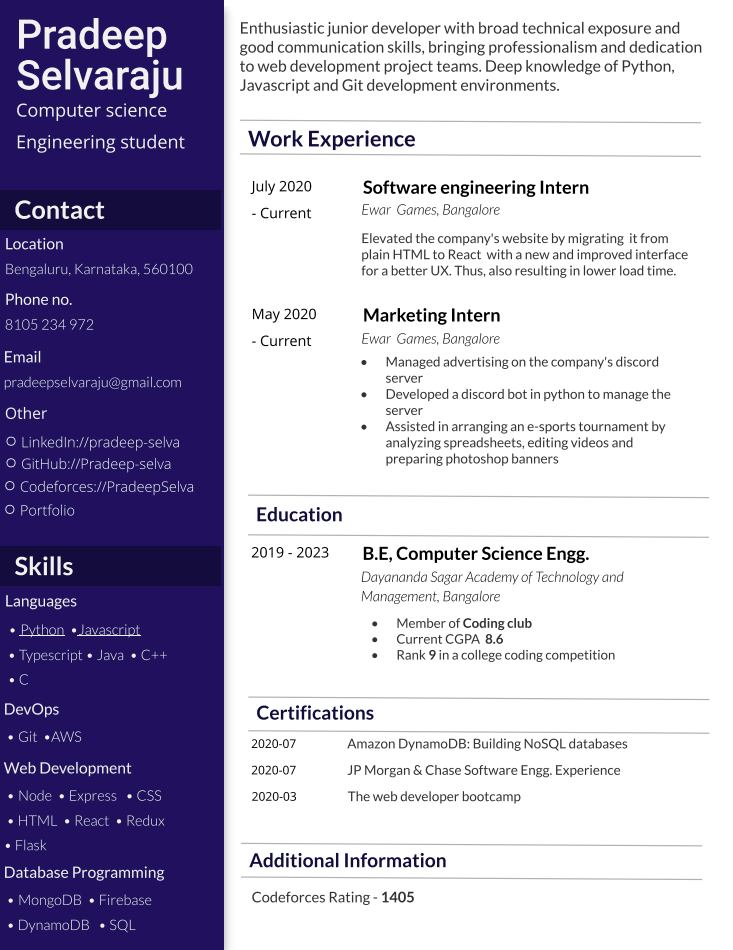 Pradeep
Selvaraju
Computer science
Engineering student
Contact
Location
Bengaluru, Karnataka, 560100
Phone no.
8105 234 972
Email
pradeepselvaraju@gmail.com
Other
LinkedIn://pradeep-selva
GitHub://Pradeep-selva
Codeforces://PradeepSelva
Portfolio
Skills
Languages
• Python • Javascript
• Typescript • Java • C++
• C
DevOps
• Git • AWS
Web Development
• Node • Express • CSS
• HTML • React • Redux
• Flask
Database Programming
• MongoDB • Firebase
• DynamoDB • SQL
Enthusiastic junior developer with broad technical exposure and
good communication skills, bringing professionalism and dedication
to web development project teams. Deep knowledge of Python,
Javascript and Git development environments.
Work Experience
July 2020
- Current
Software engineering Intern
Ewar Games, Bangalore
Elevated the company's website by migrating it from
plain HTML to React with a new and improved interface
for a better UX. Thus, also resulting in lower load time.
May 2020
- Current
Marketing Intern
Ewar Games, Bangalore
• Managed advertising on the company's discord
server
• Developed a discord bot in python to manage the
server
• Assisted in arranging an e-sports tournament by
analyzing spreadsheets, editing videos and
preparing photoshop banners
Education
2019 - 2023 B.E, Computer Science Engg.
Dayananda Sagar Academy of Technology and
Management, Bangalore
• Member of Coding club
• Current CGPA 8.6
• Rank 9 in a college coding competition
Certifications
2020-07 Amazon DynamoDB: Building NoSQL databases
2020-07 JP Morgan & Chase Software Engg. Experience
2020-03 The web developer bootcamp
Additional Information
Codeforces Rating - 1405